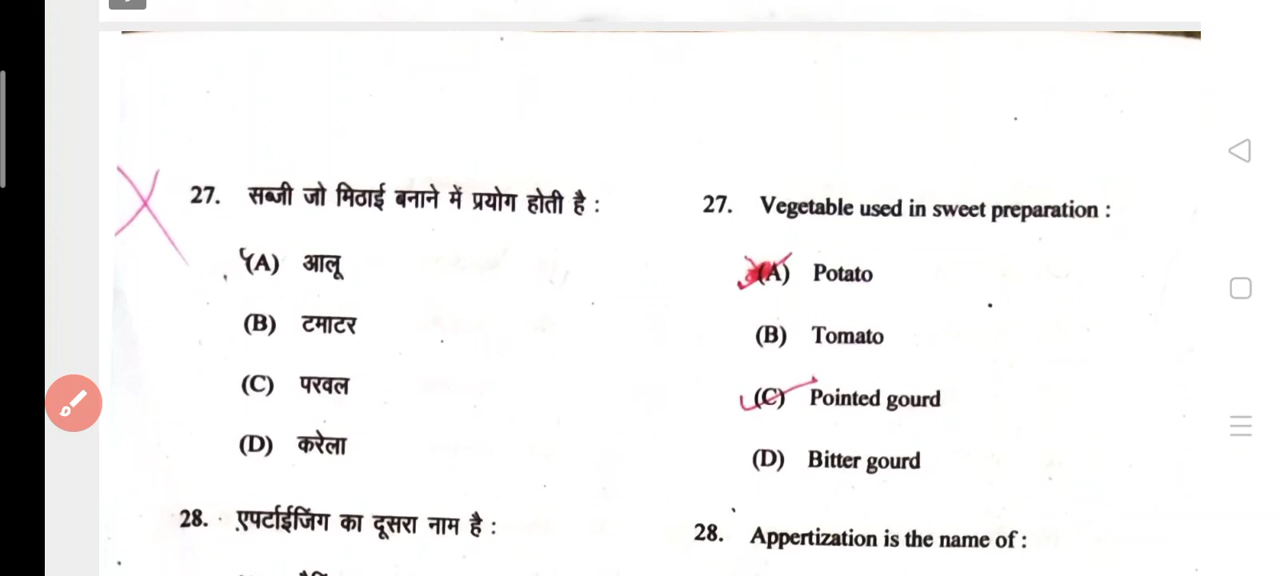 27. सब्जी जो मिठाई बनाने में प्रयोग होती है :
(A) आलू
(B) टमाटर
(C) परवल
(D) करेला
28. एपर्टाईजिंग का दूसरा नाम है :
27. Vegetable used in sweet preparation :
(A) Potato
(B) Tomato
(C) Pointed gourd
(D) Bitter gourd
28. Appertization is the name of :